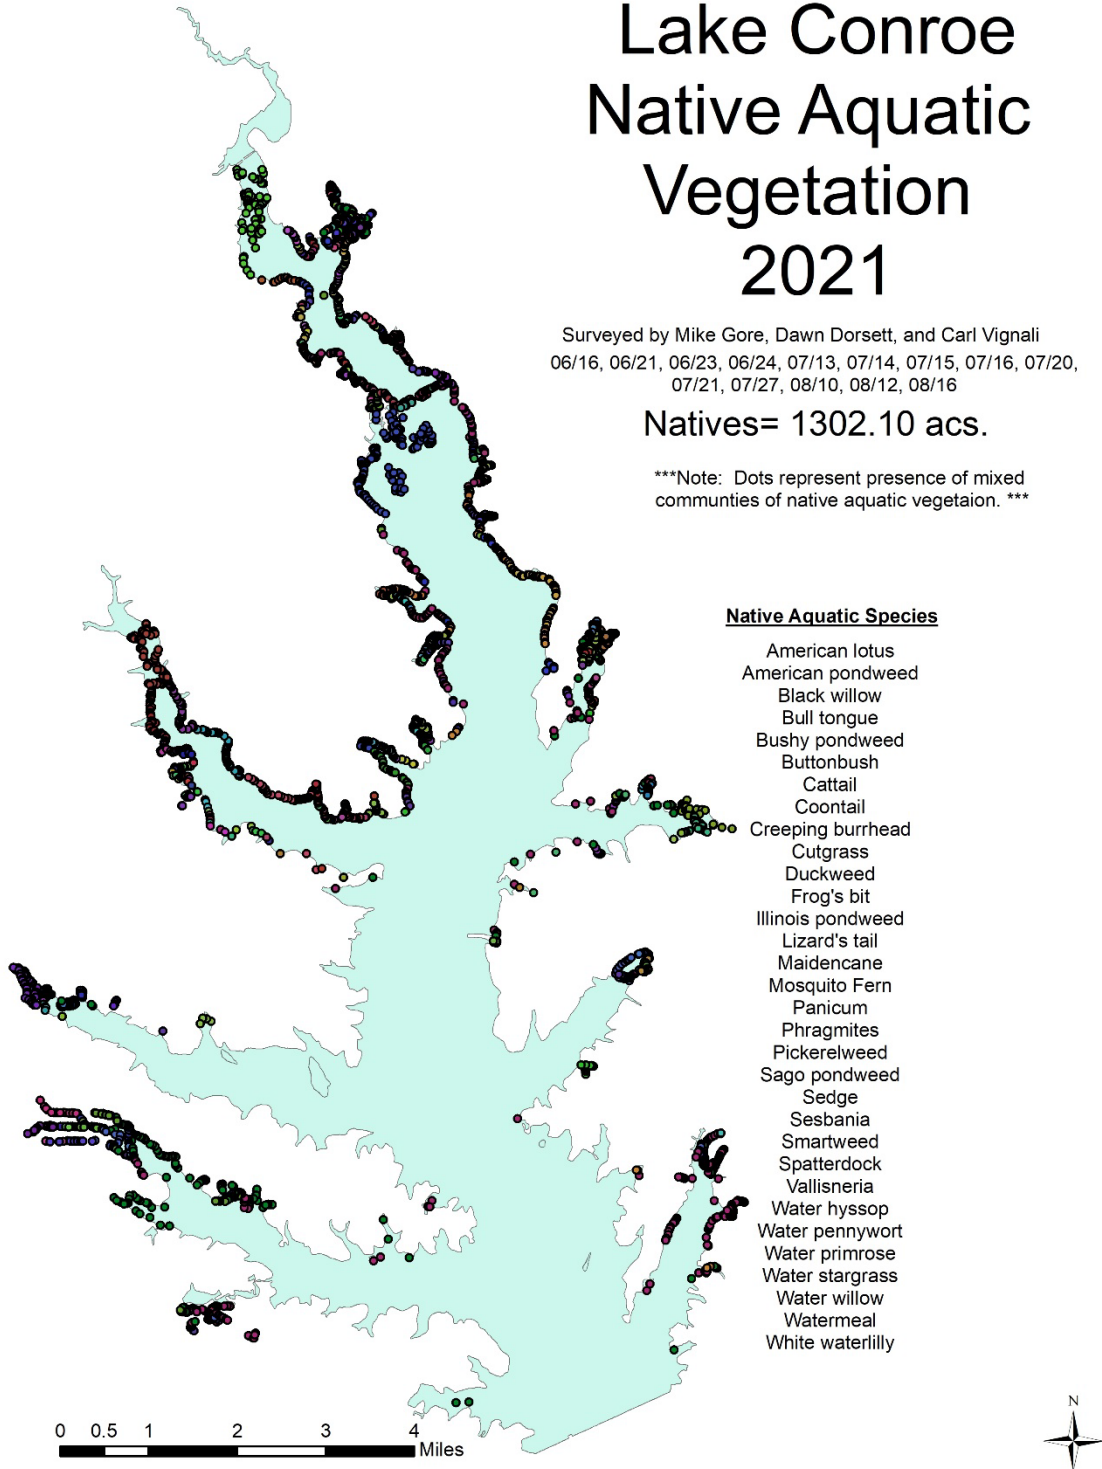 Lake Conroe
Native Aquatic
Vegetation
2021
Surveyed by Mike Gore, Dawn Dorsett, and Carl Vignali
06/16, 06/21, 06/23, 06/24, 07/13, 07/14, 07/15, 07/16, 07/20,
07/21, 07/27, 08/10, 08/12, 08/16
Natives= 1302.10 acs.
***Note:  Dots represent presence of mixed
communties of native aquatic vegetaion. ***
Native Aquatic Species
American lotus
American pondweed
Black willow
Bull tongue
Bushy pondweed
Buttonbush
Cattail
Coontail
Creeping burrhead
Cutgrass
Duckweed
Frog's bit
Illinois pondweed
Lizard's tail
Maidencane
Mosquito Fern
Panicum
Phragmites
Pickerelweed
Sago pondweed
Sedge
Sesbania
Smartweed
Spatterdock
Vallisneria
Water hyssop
Water pennywort
Water primrose
Water stargrass
Water willow
Watermeal
White waterlilly
0 0.5 1 2 3 4
Miles
N